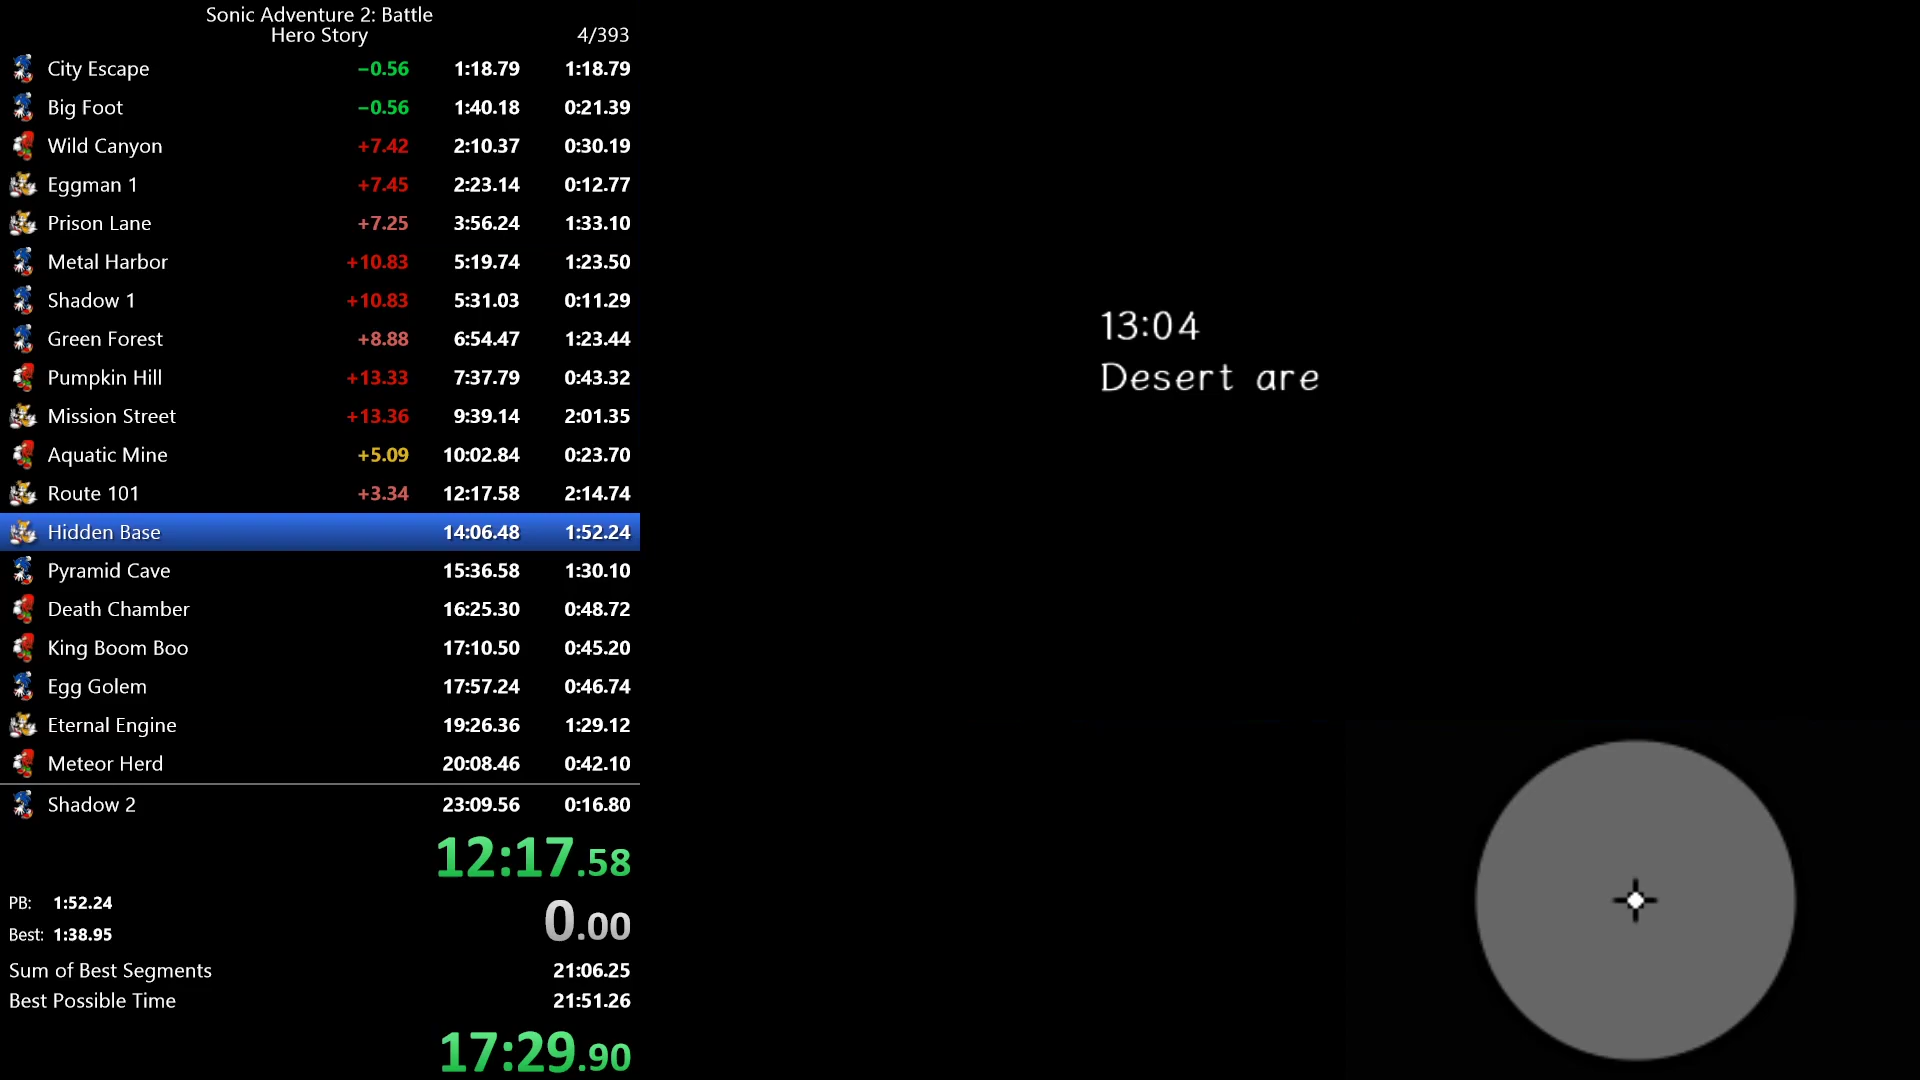 Sonic Adventure 2: Battle
Hero Story 4/393
City Escape −0.56 1:18.79 1:18.79
Big Foot −0.56 1:40.18 0:21.39
Wild Canyon +7.42 2:10.37 0:30.19
Eggman 1 +7.45 2:23.14 0:12.77
Prison Lane +7.25 3:56.24 1:33.10
Metal Harbor +10.83 5:19.74 1:23.50
Shadow 1 +10.83 5:31.03 0:11.29
Green Forest +8.88 6:54.47 1:23.44
Pumpkin Hill +13.33 7:37.79 0:43.32
Mission Street +13.36 9:39.14 2:01.35
Aquatic Mine +5.09 10:02.84 0:23.70
Route 101 +3.34 12:17.58 2:14.74
Hidden Base 14:06.48 1:52.24
Pyramid Cave 15:36.58 1:30.10
Death Chamber 16:25.30 0:48.72
King Boom Boo 17:10.50 0:45.20
Egg Golem 17:57.24 0:46.74
Eternal Engine 19:26.36 1:29.12
Meteor Herd 20:08.46 0:42.10
Shadow 2 23:09.56 0:16.80
12:17.58
PB: 1:52.24
Best: 1:38.95
0.00
Sum of Best Segments 21:06.25
Best Possible Time 21:51.26
17:29.90
13:04
Desert are